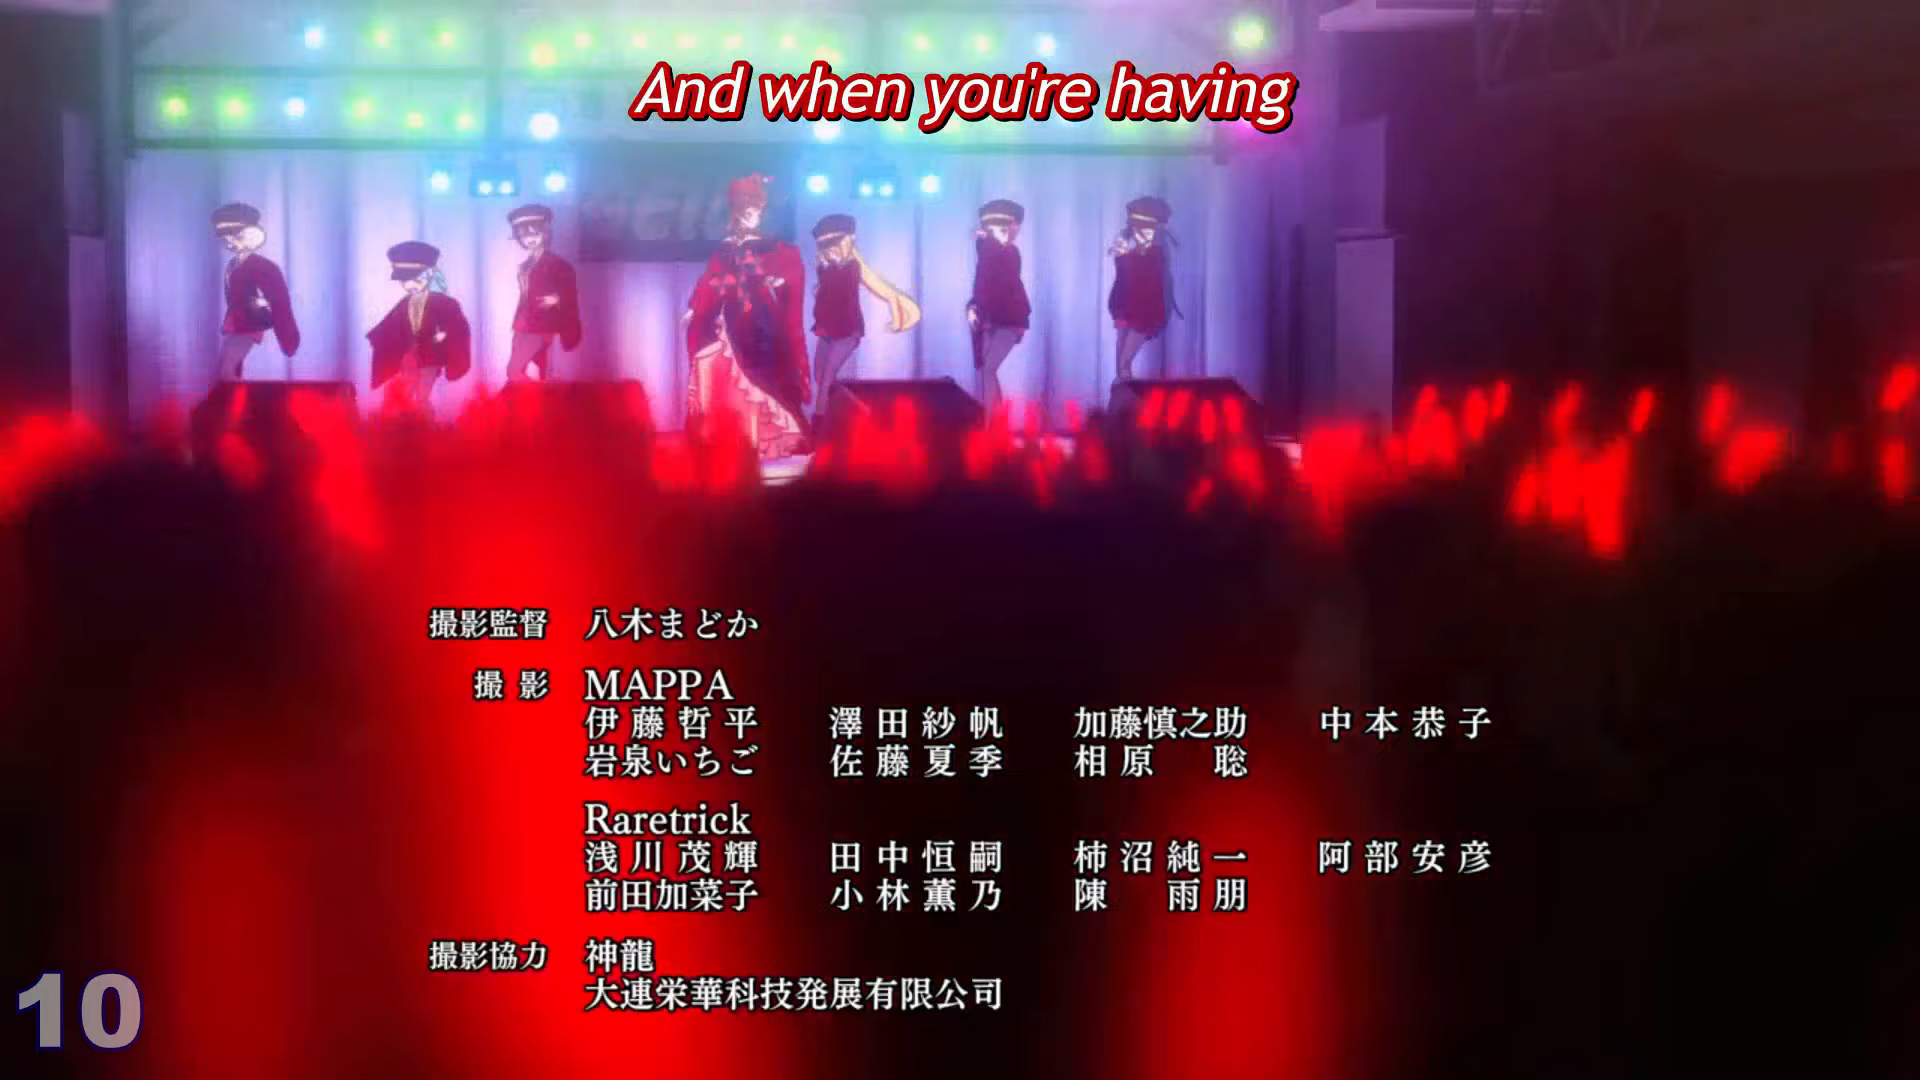 And when you're having
撮影監督 八木まどか
撮影 MAPPA
伊藤哲平 澤田紗帆 加藤慎之助 中本恭子
岩泉いちご 佐藤夏季 相原聡
Raretrick
浅川茂輝 田中恒嗣 柿沼純一 阿部安彦
前田加菜子 小林薫乃 陳雨朋
撮影協力 神龍
大連栄華科技発展有限公司
10